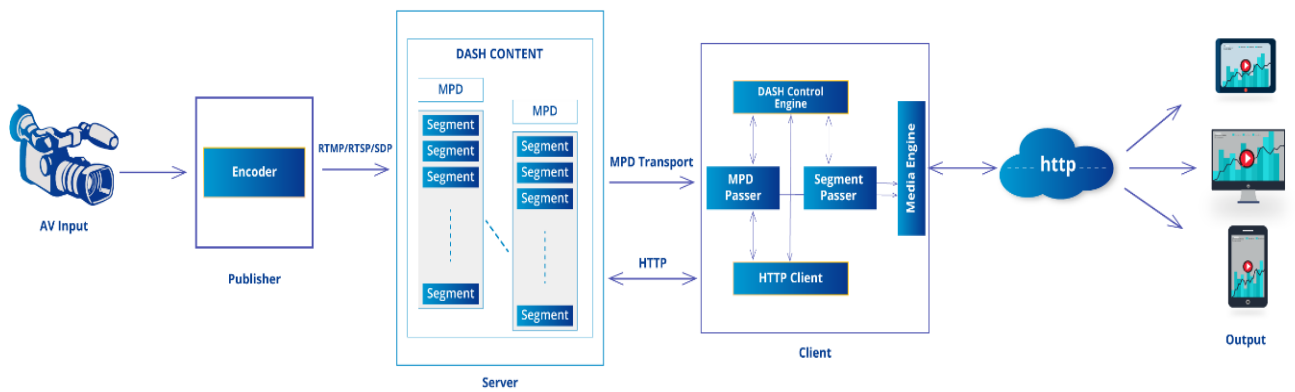 AV Input
Encoder
Publisher
RTMP/RTSP/SDP
DASH CONTENT
MPD
Segment
Segment
Segment
Segment
MPD
Segment
Segment
Segment
Segment
Server
MPD Transport
HTTP
DASH Control
Engine
MPD
Passer
Segment
Passer
HTTP Client
Media Engine
Client
http
Output